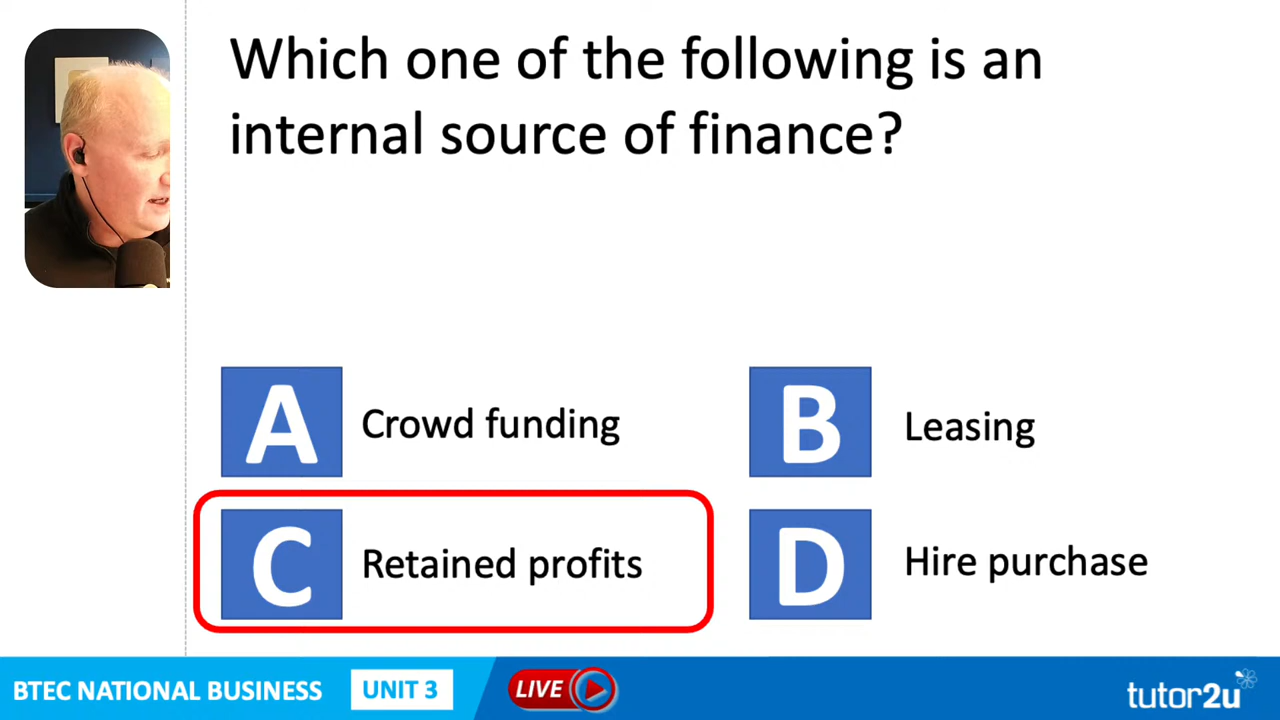 Which one of the following is an
internal source of finance?
A Crowd funding
B Leasing
C Retained profits
D Hire purchase
BTEC NATIONAL BUSINESS
UNIT 3
LIVE
tutor2u